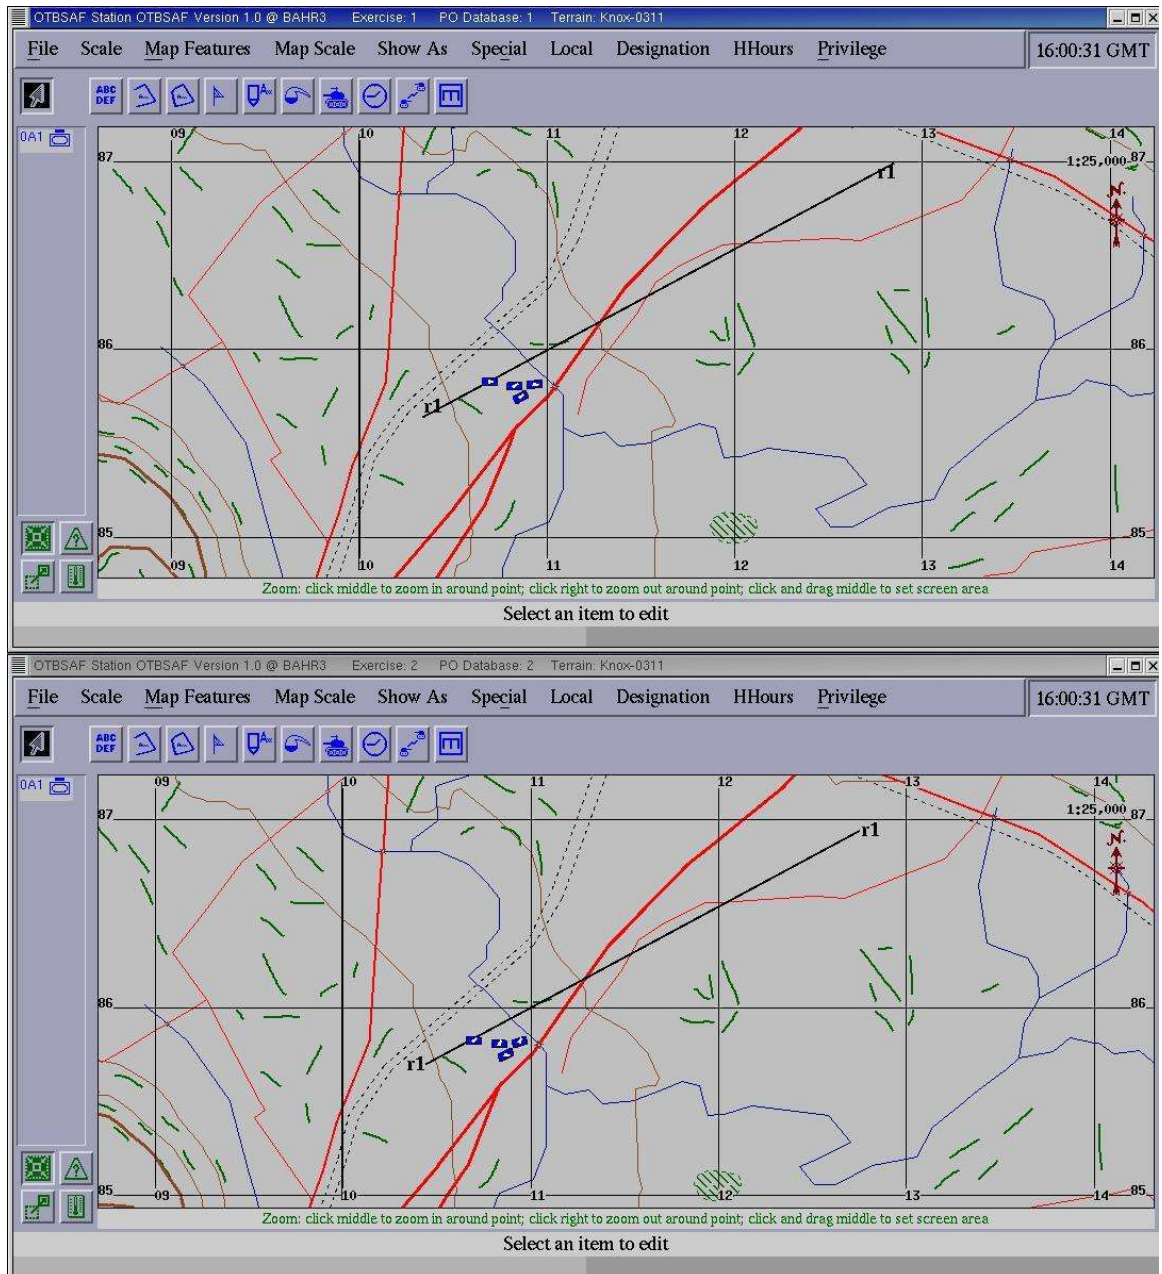 OTBSAF Station OTBSAF Version 1.0 @ BAHR3 Exercise: 1 PO Database: 1 Terrain: Knox-0311
File Scale Map Features Map Scale Show As Special Local Designation HHours Privilege 16:00:31 GMT
ABC
DEF
0A1
09 10 11 12 13 14
87 1:25,000 87
r1
N
86 86
r1
85 85
09 10 11 12 13 14
Zoom: click middle to zoom in around point; click right to zoom out around point; click and drag middle to set screen area
Select an item to edit
OTBSAF Station OTBSAF Version 1.0 @ BAHR3 Exercise: 2 PO Database: 2 Terrain: Knox-0311
File Scale Map Features Map Scale Show As Special Local Designation HHours Privilege 16:00:31 GMT
ABC
DEF
0A1
09 10 11 12 13 14
87 1:25,000 87
r1
N
86 86
r1
85 09 10 11 12 13 14 85
Zoom: click middle to zoom in around point; click right to zoom out around point; click and drag middle to set screen area
Select an item to edit